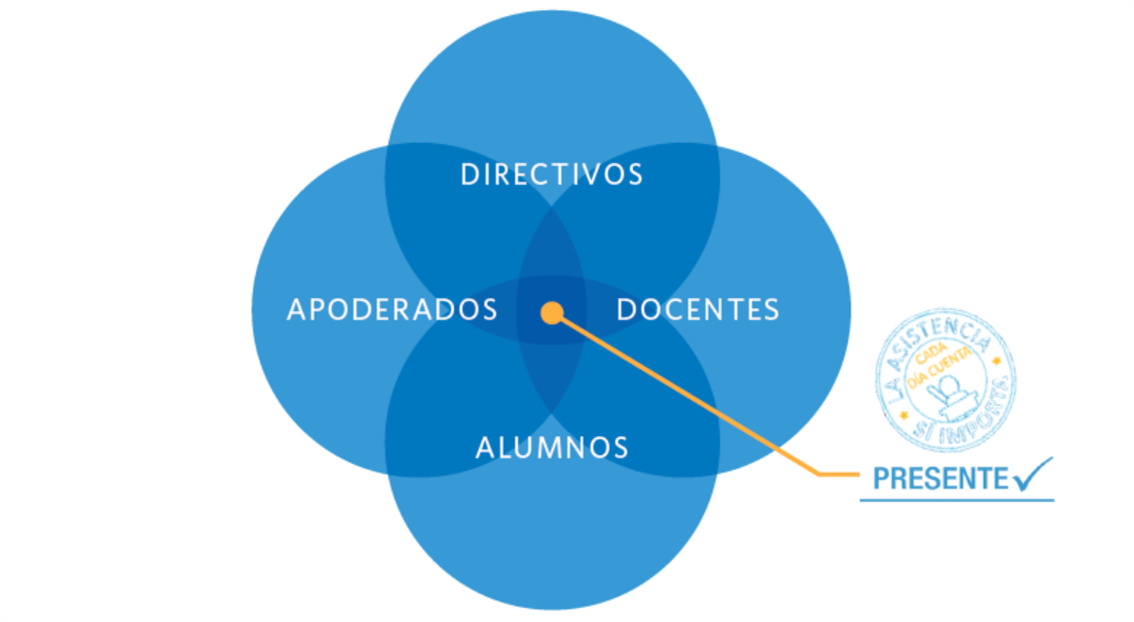 DIRECTIVOS
APODERADOS
DOCENTES
ALUMNOS
LA ASISTENCIA
CADA
DÍA CUENTA
SÍ IMPORTA
PRESENTE